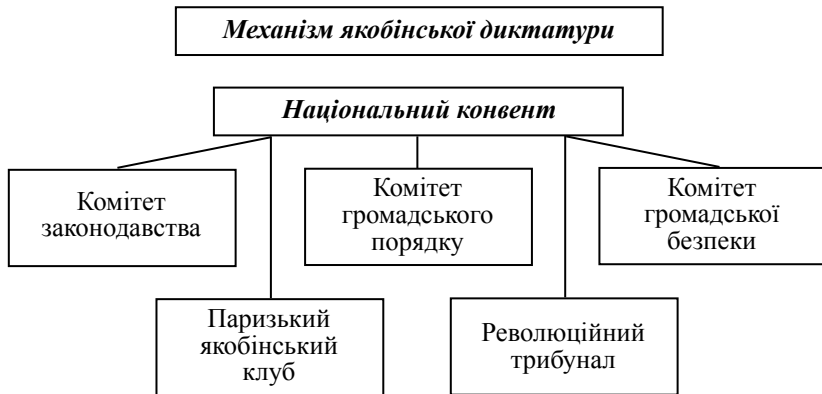 Механізм якобінської диктатури
Національний конвент
Комітет
законодавства
Комітет
громадського
порядку
Комітет
громадської
безпеки
Паризький
якобінський
клуб
Революційний
трибунал